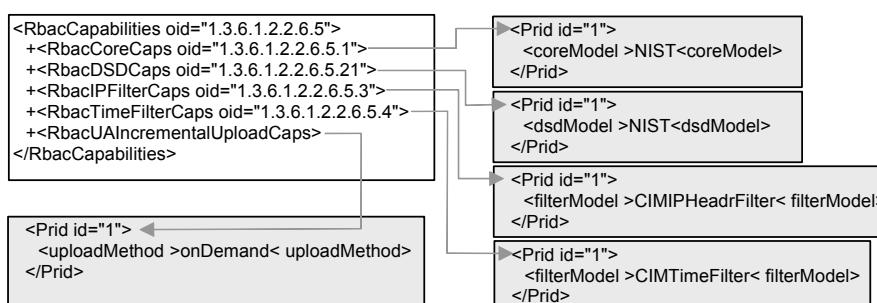 <RbacCapabilities oid="1.3.6.1.2.2.6.5">
+<RbacCoreCaps oid="1.3.6.1.2.2.6.5.1">
+<RbacDSDCaps oid="1.3.6.1.2.2.6.5.21">
+<RbacIPFilterCaps oid="1.3.6.1.2.2.6.5.3">
+<RbacTimeFilterCaps oid="1.3.6.1.2.2.6.5.4">
+<RbacUAIncrementalUploadCaps>
</RbacCapabilities>
<Prid id="1">
<uploadMethod >onDemand< uploadMethod>
</Prid>
<Prid id="1">
<coreModel >NIST<coreModel>
</Prid>
<Prid id="1">
<dsdModel >NIST<dsdModel>
</Prid>
<Prid id="1">
<filterModel >CIMIPHeadrFilter< filterModel>
</Prid>
<Prid id="1">
<filterModel >CIMTimeFilter< filterModel>
</Prid>